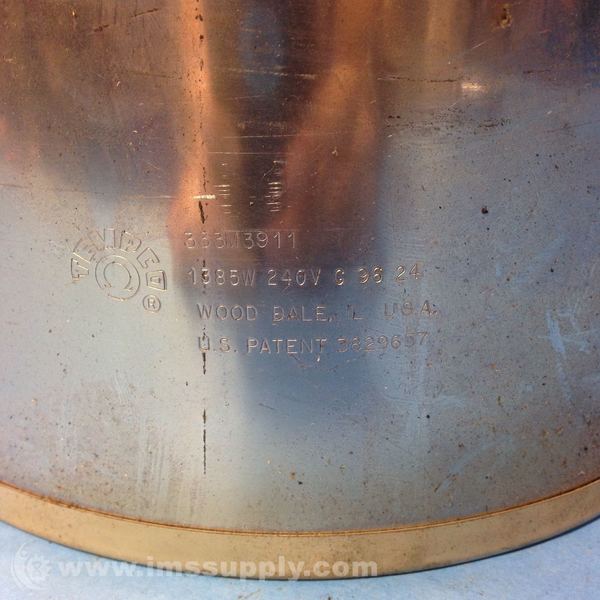 TEMPCO ®
1385W 240V G 96 24
WOOD DALE, IL U.S.A.
U.S. PATENT 3829657
www.imssupply.com